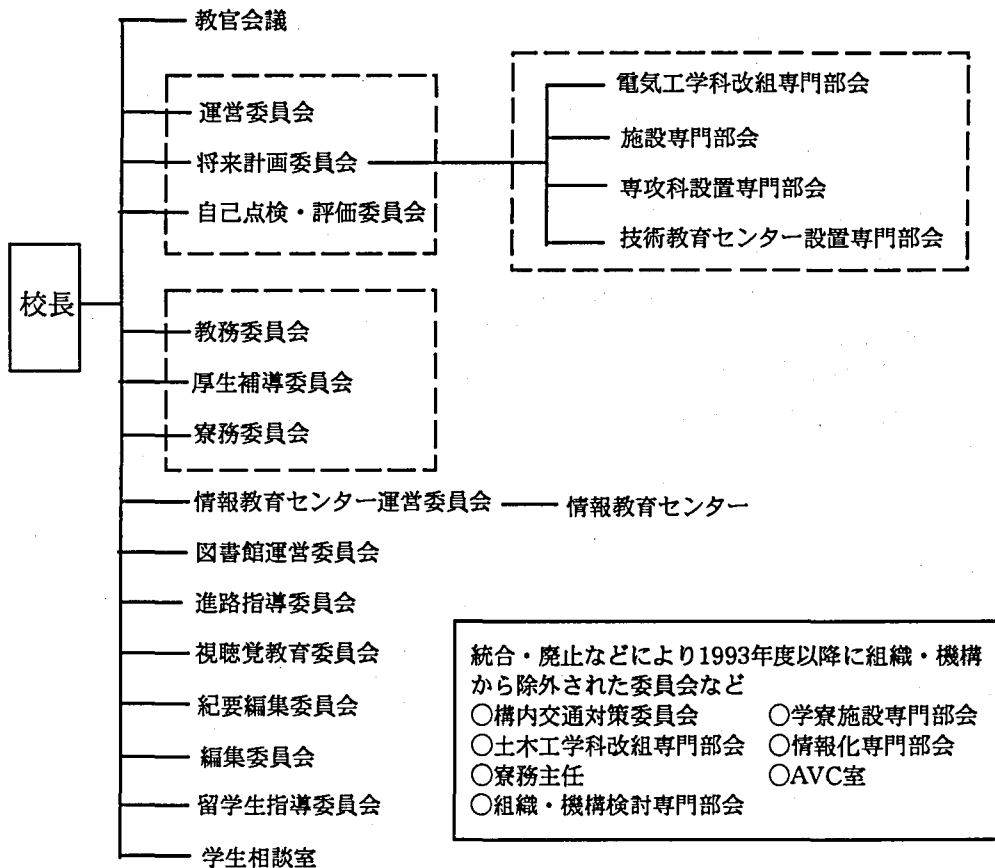 教官会議
運営委員会
将来計画委員会
自己点検・評価委員会
電気工学科改組専門部会
施設専門部会
専攻科設置専門部会
技術教育センター設置専門部会
校長
教務委員会
厚生補導委員会
寮務委員会
情報教育センター運営委員会
情報教育センター
図書館運営委員会
進路指導委員会
視聴覚教育委員会
紀要編集委員会
編集委員会
留学生指導委員会
学生相談室
統合・廃止などにより1993年度以降に組織・機構
から除外された委員会など
○構内交通対策委員会 ○学寮施設専門部会
○土木工学科改組専門部会 ○情報化専門部会
○寮務主任 ○AVC室
○組織・機構検討専門部会